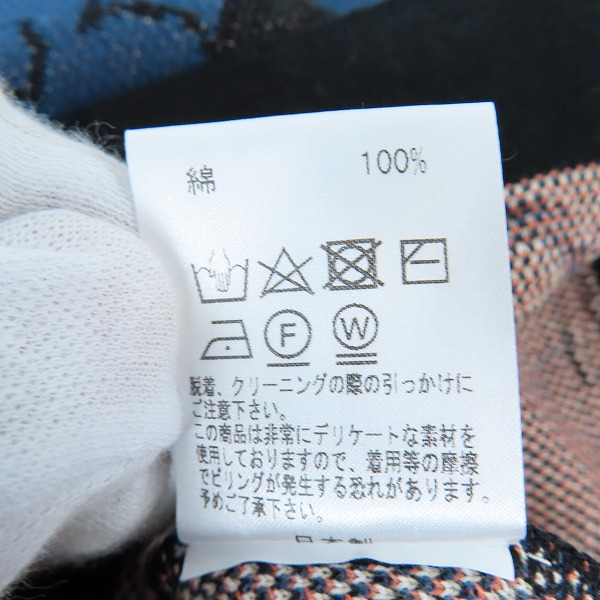 綿 100%
F W
脱着、クリーニングの際の引っかけに
ご注意下さい。
この商品は非常にデリケートな素材を
使用しておりますので、着用等の摩擦
でピリングが発生する恐れがあります。
予めご了承下さい。
日本製